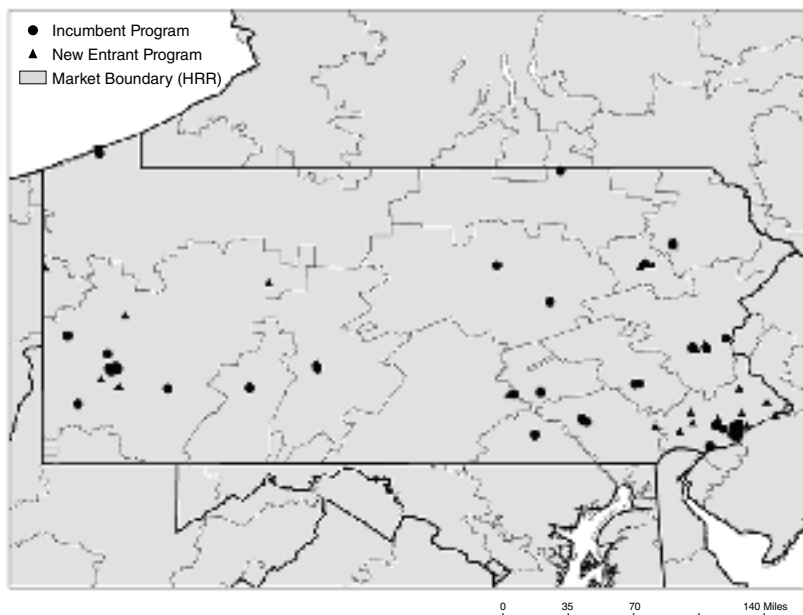 Incumbent Program
New Entrant Program
Market Boundary (HRR)
0 35 70 140 Miles